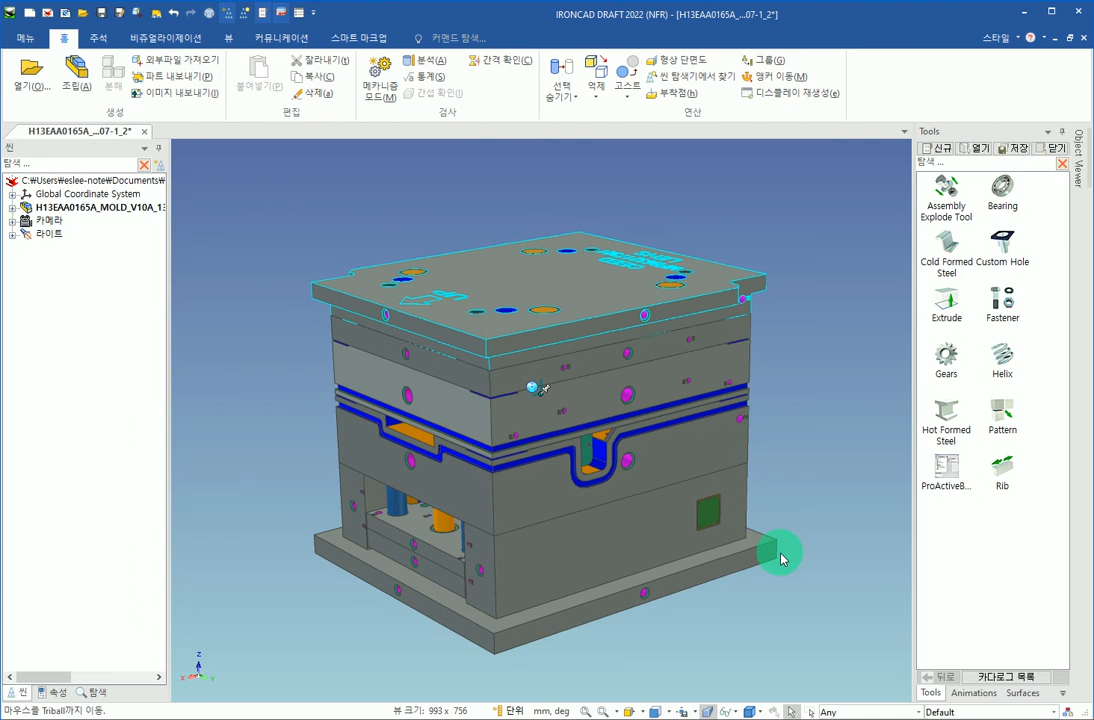 IRONCAD DRAFT 2022 (NFR) - [H13EAA0165A_...07-1_2*]
메뉴 홈 주석 비쥬얼라이제이션 뷰 커뮤니케이션 스마트 마크업 커맨드 탐색... 스타일
열기(O)... 조립(A) 분해 외부파일 가져오기 파트 내보내기(P) 이미지 내보내기(I)
생성
붙여넣기(P) 잘라내기(t) 복사(C) 삭제(a)
편집
메카니즘 모드(M) 분석(A) 통계(S) 간섭 확인(I) 간격 확인(C)
검사
선택 숨기기 억제 고스트 형상 단면도 씬 탐색기에서 찾기 부착점(h) 그룹(G) 앵커 이동(M) 디스플레이 재생성(e)
연산
H13EAA0165A_...07-1_2*
씬
탐색 ...
C:₩Users₩eslee-note₩Documents₩
Global Coordinate System
H13EAA0165A_MOLD_V10A_13
카메라
라이트
Z
X
Y
Tools
신규 열기 저장 닫기
탐색 ...
Object Viewer
Assembly Explode Tool
Bearing
Cold Formed Steel
Custom Hole
Extrude
Fastener
Gears
Helix
Hot Formed Steel
Pattern
ProActiveB...
Rib
뒤로 카다로그 목록
씬 속성 탐색
Tools Animations Surfaces
마우스를 Triball까지 이동.
뷰 크기: 993 x 756
단위 mm, deg
Any
Default